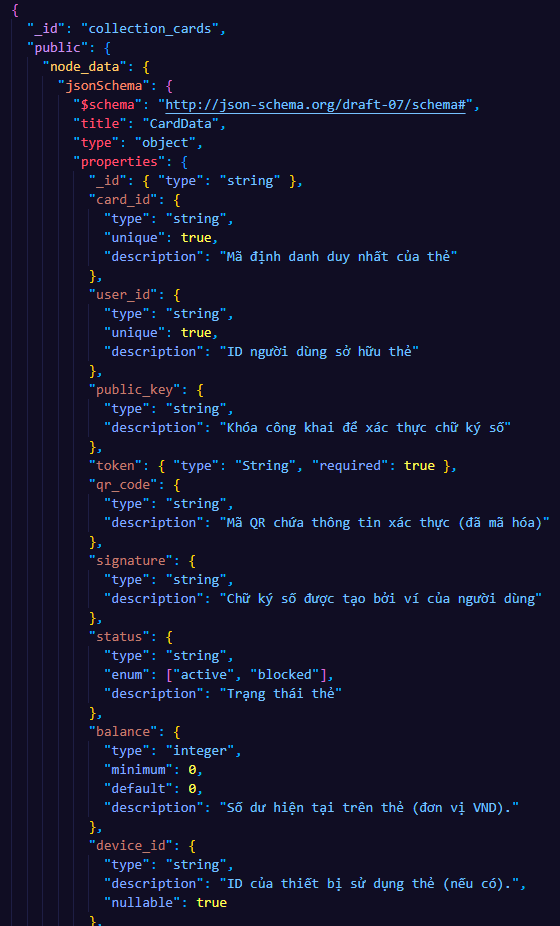 {
"_id": "collection_cards",
"public": {
"node_data": {
"jsonSchema": {
"$schema": "http://json-schema.org/draft-07/schema#",
"title": "CardData",
"type": "object",
"properties": {
"_id": { "type": "string" },
"card_id": {
"type": "string",
"unique": true,
"description": "Mã định danh duy nhất của thẻ"
},
"user_id": {
"type": "string",
"unique": true,
"description": "ID người dùng sở hữu thẻ"
},
"public_key": {
"type": "string",
"description": "Khóa công khai để xác thực chữ ký số"
},
"token": { "type": "String", "required": true },
"qr_code": {
"type": "string",
"description": "Mã QR chứa thông tin xác thực (đã mã hóa)"
},
"signature": {
"type": "string",
"description": "Chữ ký số được tạo bởi ví của người dùng"
},
"status": {
"type": "string",
"enum": ["active", "blocked"],
"description": "Trạng thái thẻ"
},
"balance": {
"type": "integer",
"minimum": 0,
"default": 0,
"description": "Số dư hiện tại trên thẻ (đơn vị VND)."
},
"device_id": {
"type": "string",
"description": "ID của thiết bị sử dụng thẻ (nếu có).",
"nullable": true
},